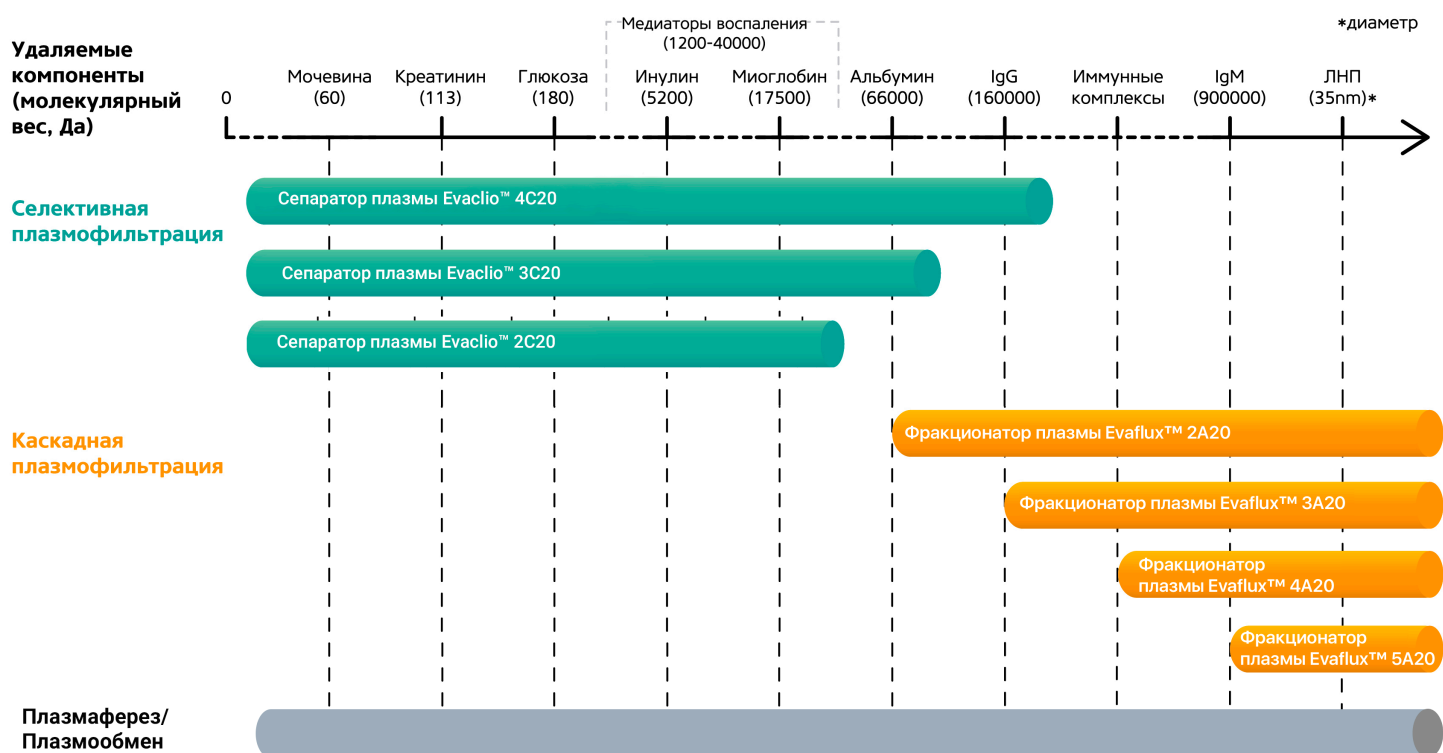 Медиаторы воспаления
(1200-40000)
*диаметр
Удаляемые
компоненты
(молекулярный
вес, Да)
0
Мочевина
(60)
Креатинин
(113)
Глюкоза
(180)
Инулин
(5200)
Миоглобин
(17500)
Альбумин
(66000)
IgG
(160000)
Иммунные
комплексы
IgM
(900000)
ЛНП
(35nm)*
Селективная
плазмофильтрация
Сепаратор плазмы Evaclio™ 4C20
Сепаратор плазмы Evaclio™ 3C20
Сепаратор плазмы Evaclio™ 2C20
Каскадная
плазмофильтрация
Фракционатор плазмы Evaflux™ 2A20
Фракционатор плазмы Evaflux™ 3A20
Фракционатор
плазмы Evaflux™ 4A20
Фракционатор
плазмы Evaflux™ 5A20
Плазмаферез/
Плазмообмен